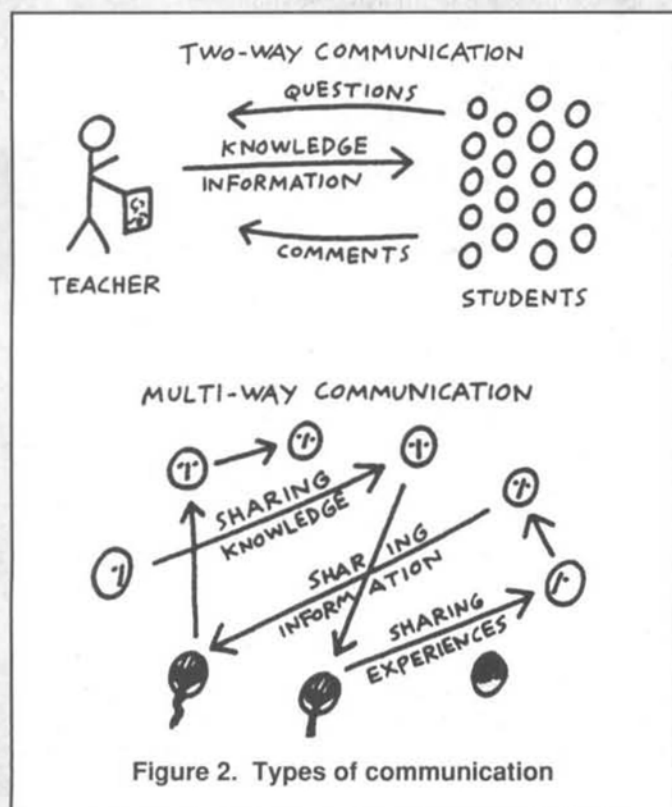 TWO-WAY COMMUNICATION
QUESTIONS
KNOWLEDGE
INFORMATION
COMMENTS
TEACHER
STUDENTS
MULTI-WAY COMMUNICATION
SHARING
KNOWLEDGE
SHARING
INFORMATION
SHARING
EXPERIENCES
Figure 2. Types of communication